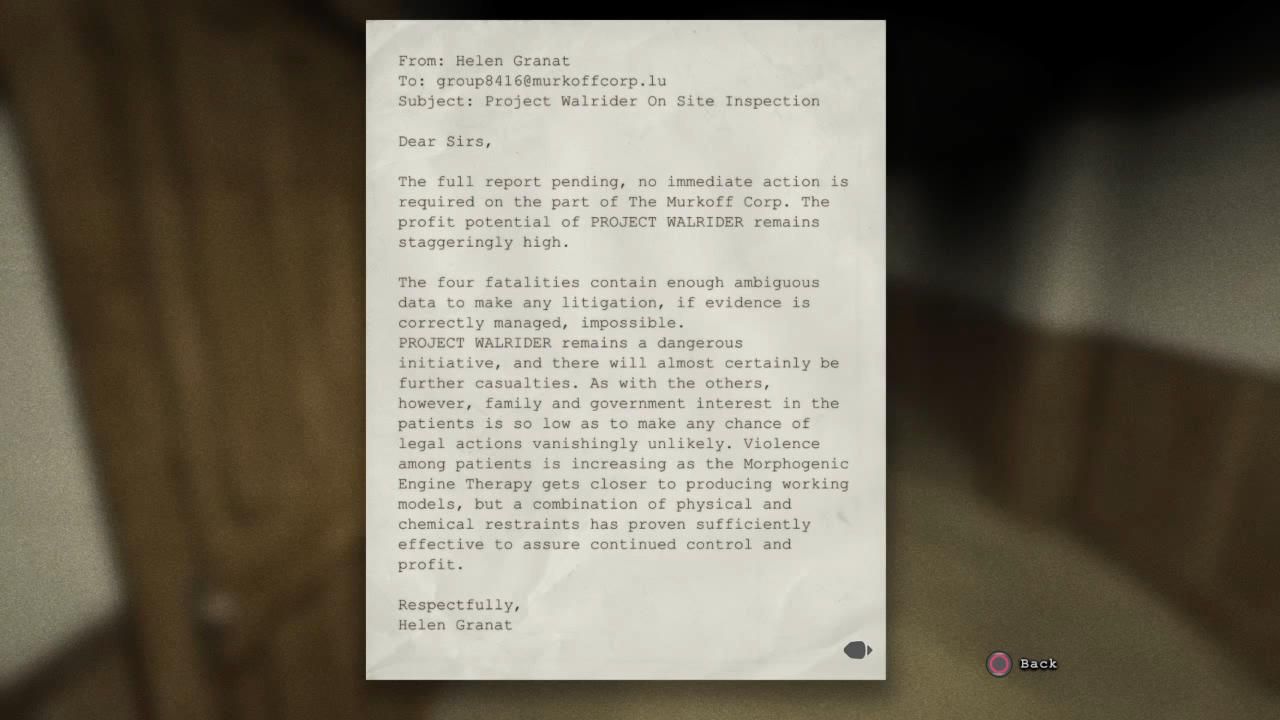 From: Helen Granat
To: group8416@murkoffcorp.lu
Subject: Project Walrider On Site Inspection
Dear Sirs,
The full report pending, no immediate action is
required on the part of The Murkoff Corp. The
profit potential of PROJECT WALRIDER remains
staggeringly high.
The four fatalities contain enough ambiguous
data to make any litigation, if evidence is
correctly managed, impossible.
PROJECT WALRIDER remains a dangerous
initiative, and there will almost certainly be
further casualties. As with the others,
however, family and government interest in the
patients is so low as to make any chance of
legal actions vanishingly unlikely. Violence
among patients is increasing as the Morphogenic
Engine Therapy gets closer to producing working
models, but a combination of physical and
chemical restraints has proven sufficiently
effective to assure continued control and
profit.
Respectfully,
Helen Granat
Back